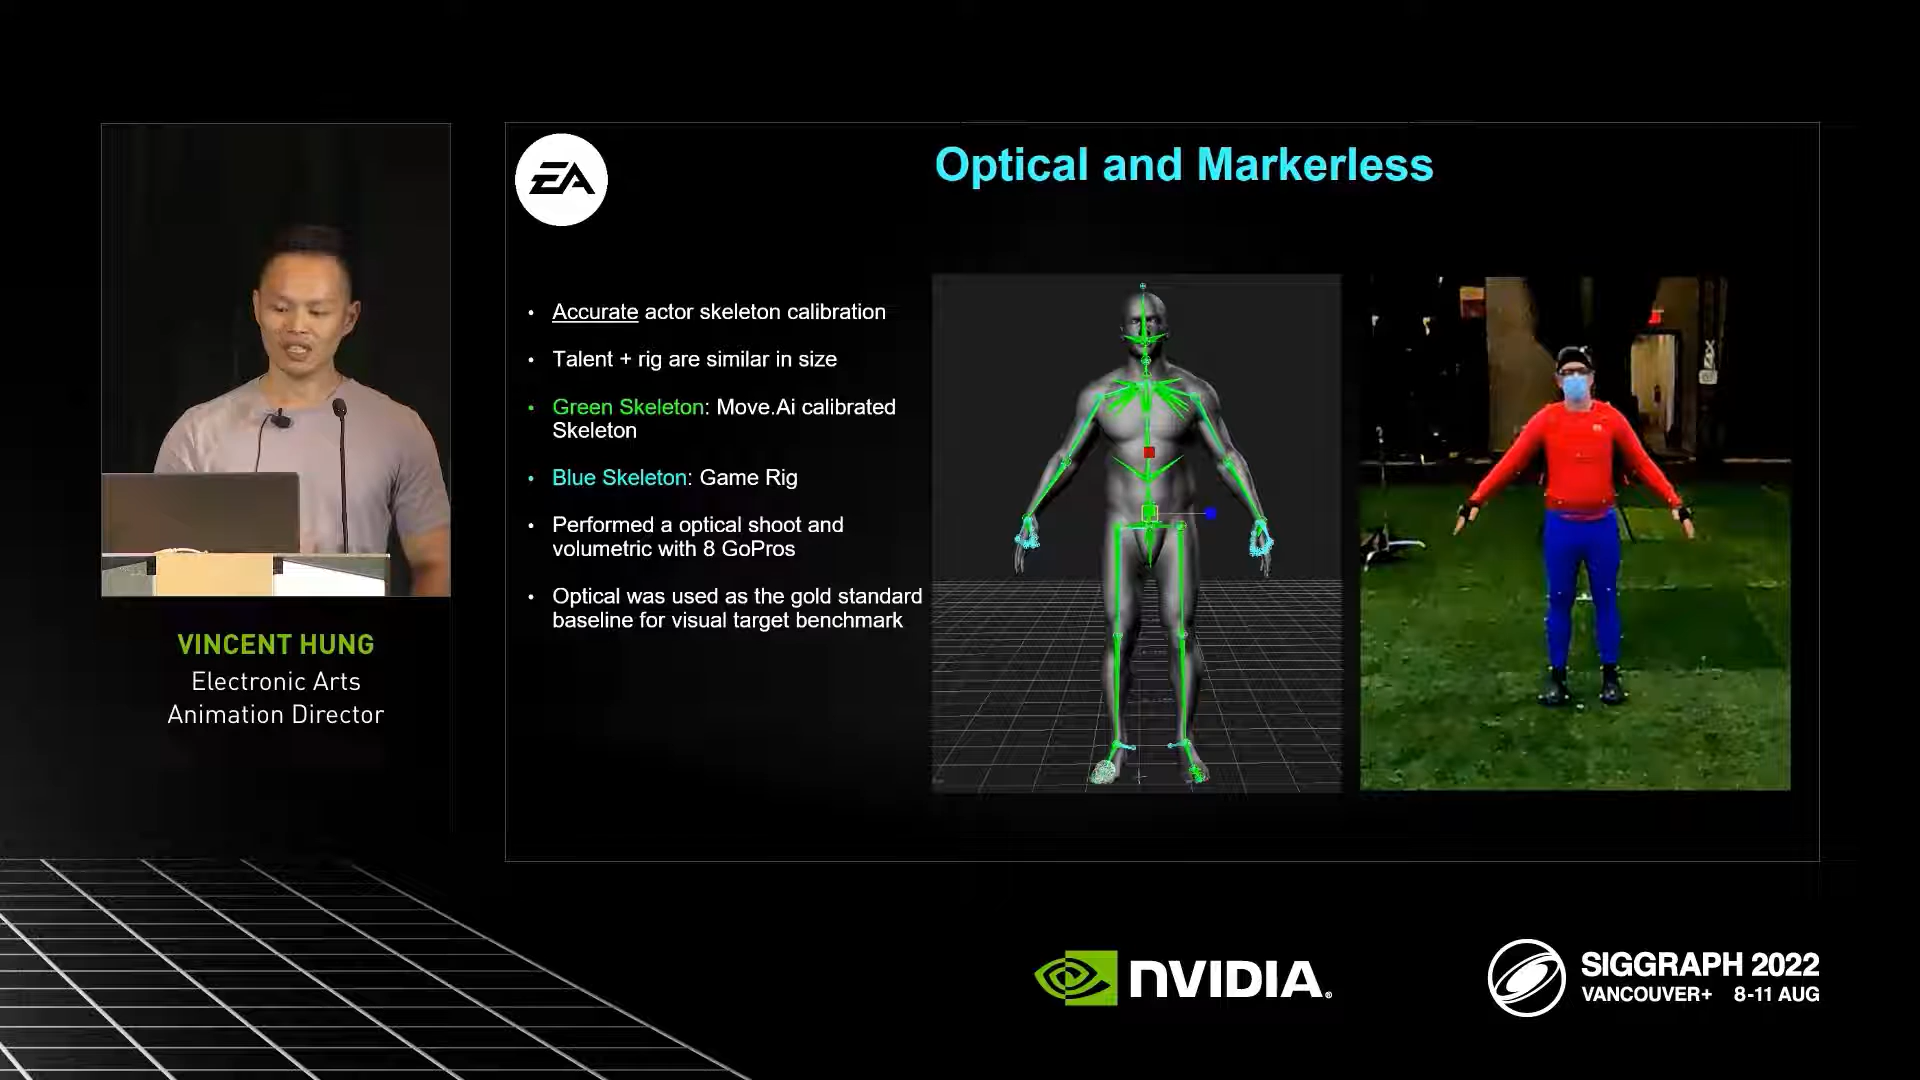 EA
Optical and Markerless
• Accurate actor skeleton calibration
• Talent + rig are similar in size
• Green Skeleton: Move.Ai calibrated
Skeleton
• Blue Skeleton: Game Rig
• Performed a optical shoot and
volumetric with 8 GoPros
• Optical was used as the gold standard
baseline for visual target benchmark
VINCENT HUNG
Electronic Arts
Animation Director
NVIDIA.
SIGGRAPH 2022
VANCOUVER+ 8-11 AUG